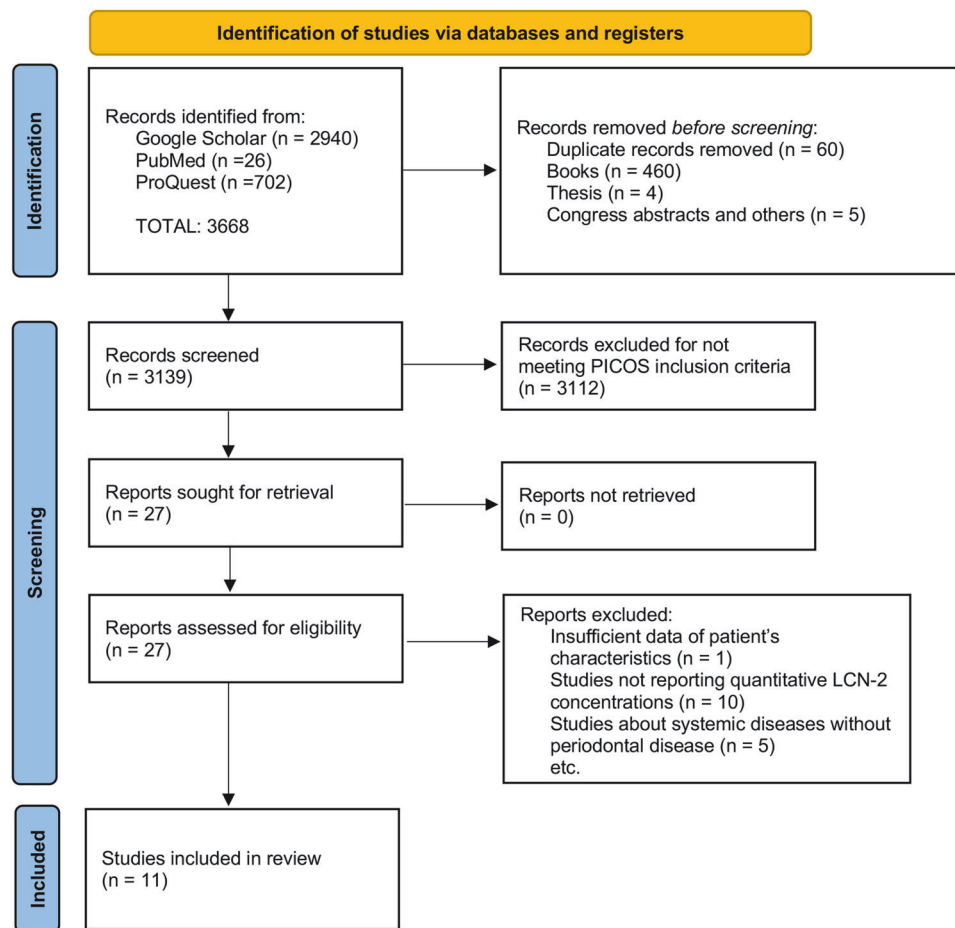 Identification of studies via databases and registers
Identification
Records identified from:
Google Scholar (n = 2940)
PubMed (n =26)
ProQuest (n =702)
TOTAL: 3668
Records removed before screening:
Duplicate records removed (n = 60)
Books (n = 460)
Thesis (n = 4)
Congress abstracts and others (n = 5)
Screening
Records screened
(n = 3139)
Records excluded for not
meeting PICOS inclusion criteria
(n = 3112)
Reports sought for retrieval
(n = 27)
Reports not retrieved
(n = 0)
Reports assessed for eligibility
(n = 27)
Reports excluded:
Insufficient data of patient's
characteristics (n = 1)
Studies not reporting quantitative LCN-2
concentrations (n = 10)
Studies about systemic diseases without
periodontal disease (n = 5)
etc.
Included
Studies included in review
(n = 11)